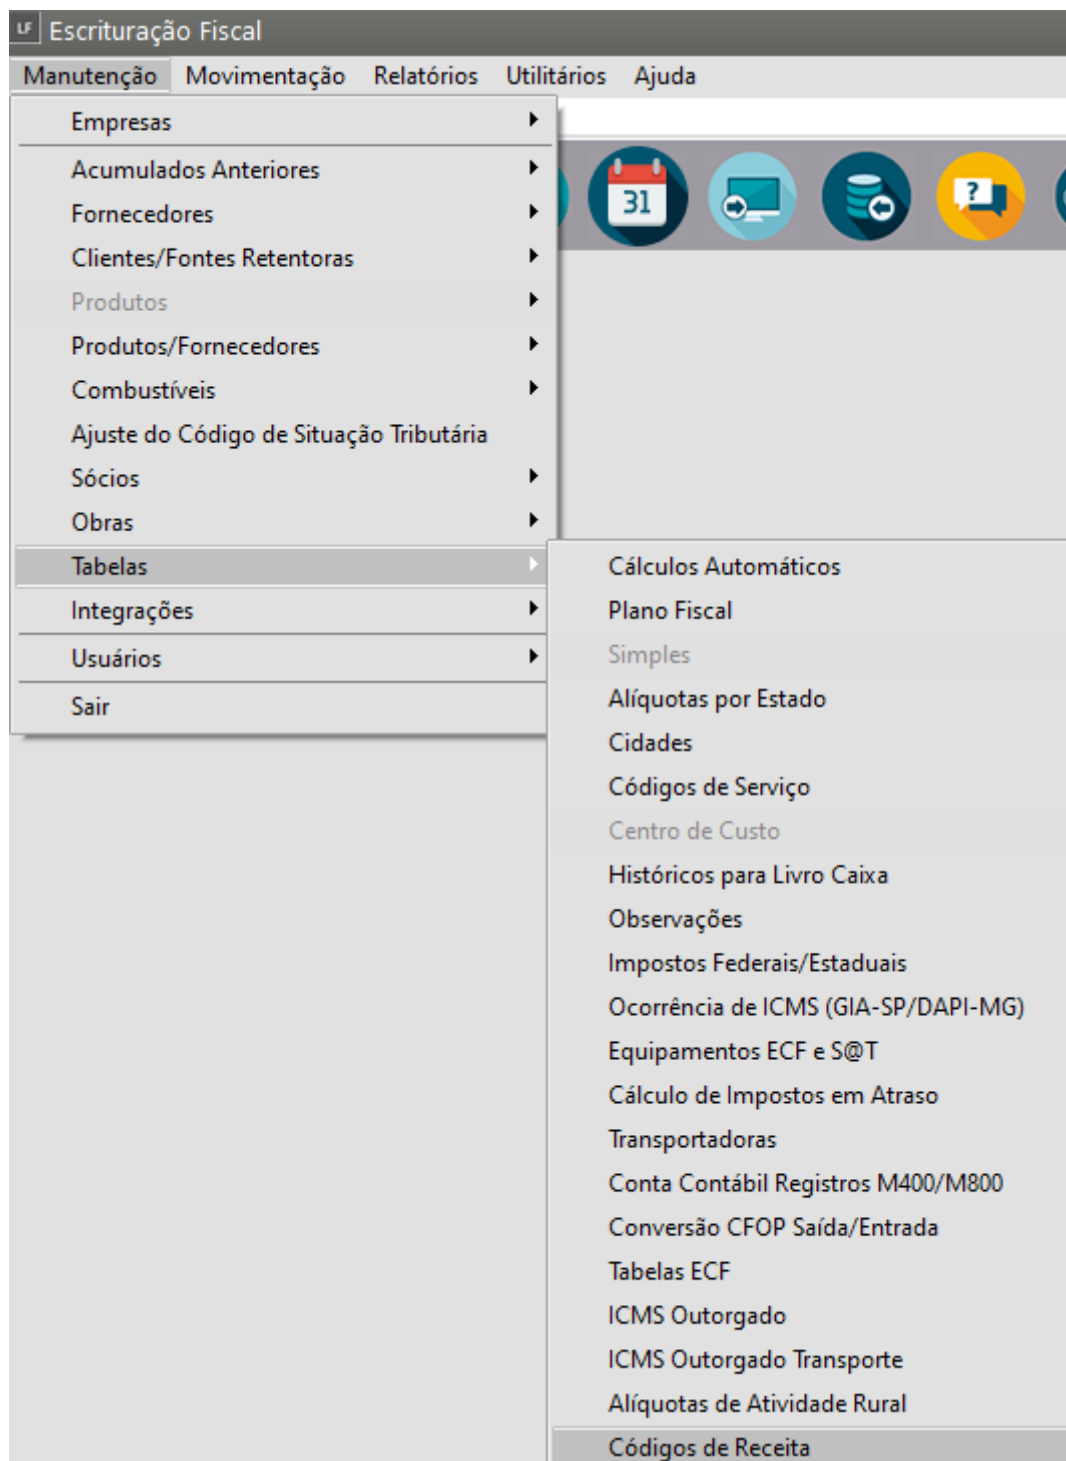 LF Escrituração Fiscal
Manutenção Movimentação Relatórios Utilitários Ajuda
Empresas
Acumulados Anteriores
Fornecedores
Clientes/Fontes Retentoras
Produtos
Produtos/Fornecedores
Combustíveis
Ajuste do Código de Situação Tributária
Sócios
Obras
Tabelas
Integrações
Usuários
Sair
31
?
Cálculos Automáticos
Plano Fiscal
Simples
Alíquotas por Estado
Cidades
Códigos de Serviço
Centro de Custo
Históricos para Livro Caixa
Observações
Impostos Federais/Estaduais
Ocorrência de ICMS (GIA-SP/DAPI-MG)
Equipamentos ECF e S@T
Cálculo de Impostos em Atraso
Transportadoras
Conta Contábil Registros M400/M800
Conversão CFOP Saída/Entrada
Tabelas ECF
ICMS Outorgado
ICMS Outorgado Transporte
Alíquotas de Atividade Rural
Códigos de Receita